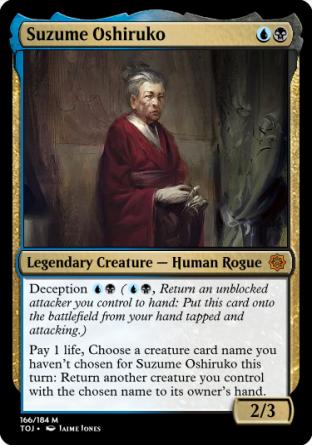 Suzume Oshiruko
Legendary Creature — Human Rogue
Deception ( , Return an unblocked
attacker you control to hand: Put this card onto
the battlefield from your hand tapped and
attacking.)
Pay 1 life, Choose a creature card name you
haven't chosen for Suzume Oshiruko this
turn: Return another creature you control
with the chosen name to its owner's hand.
2/3
166/184 M
TOJ • Jaime Jones